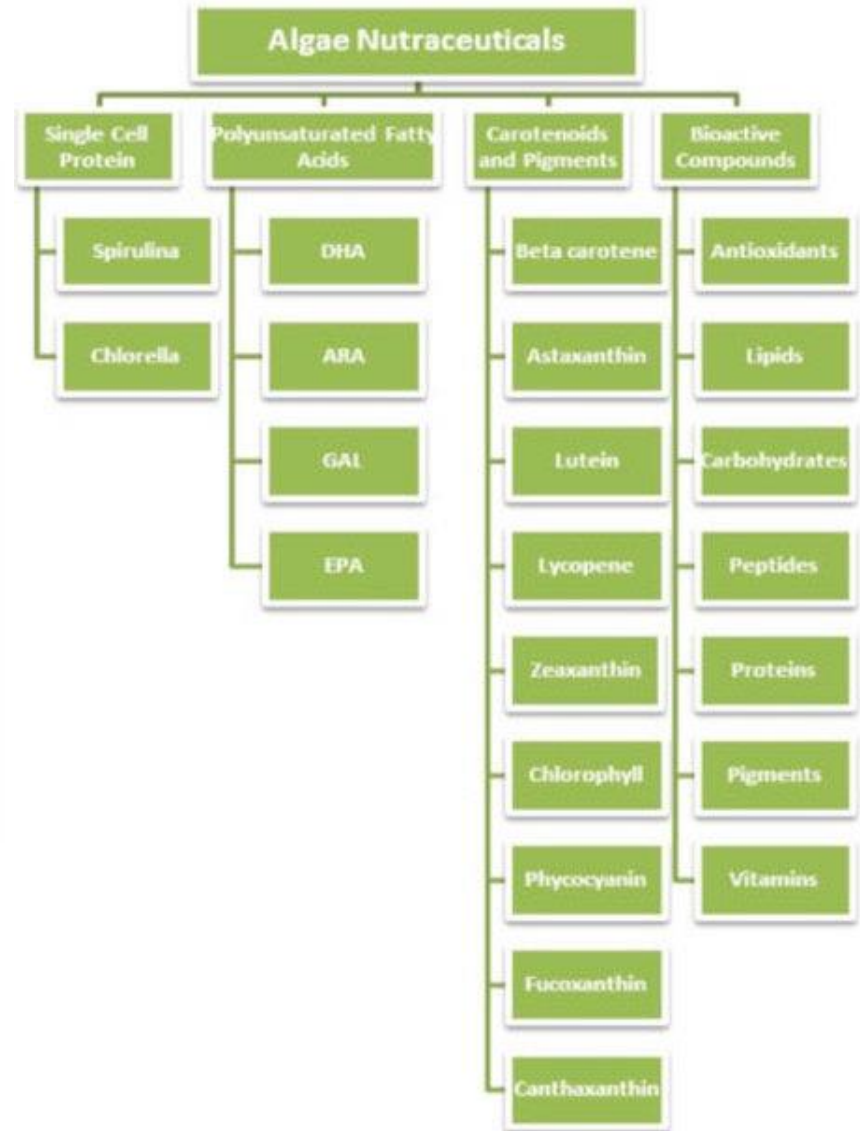 Algae Nutraceuticals
Single Cell
Protein
Spirulina
Chlorella
Polyunsaturated Fatty
Acids
DHA
ARA
GAL
EPA
Carotenoids
and Pigments
Beta carotene
Astaxanthin
Lutein
Lycopene
Zeaxanthin
Chlorophyll
Phycocyanin
Fucoxanthin
Canthaxanthin
Bioactive
Compounds
Antioxidants
Lipids
Carbohydrates
Peptides
Proteins
Pigments
Vitamins